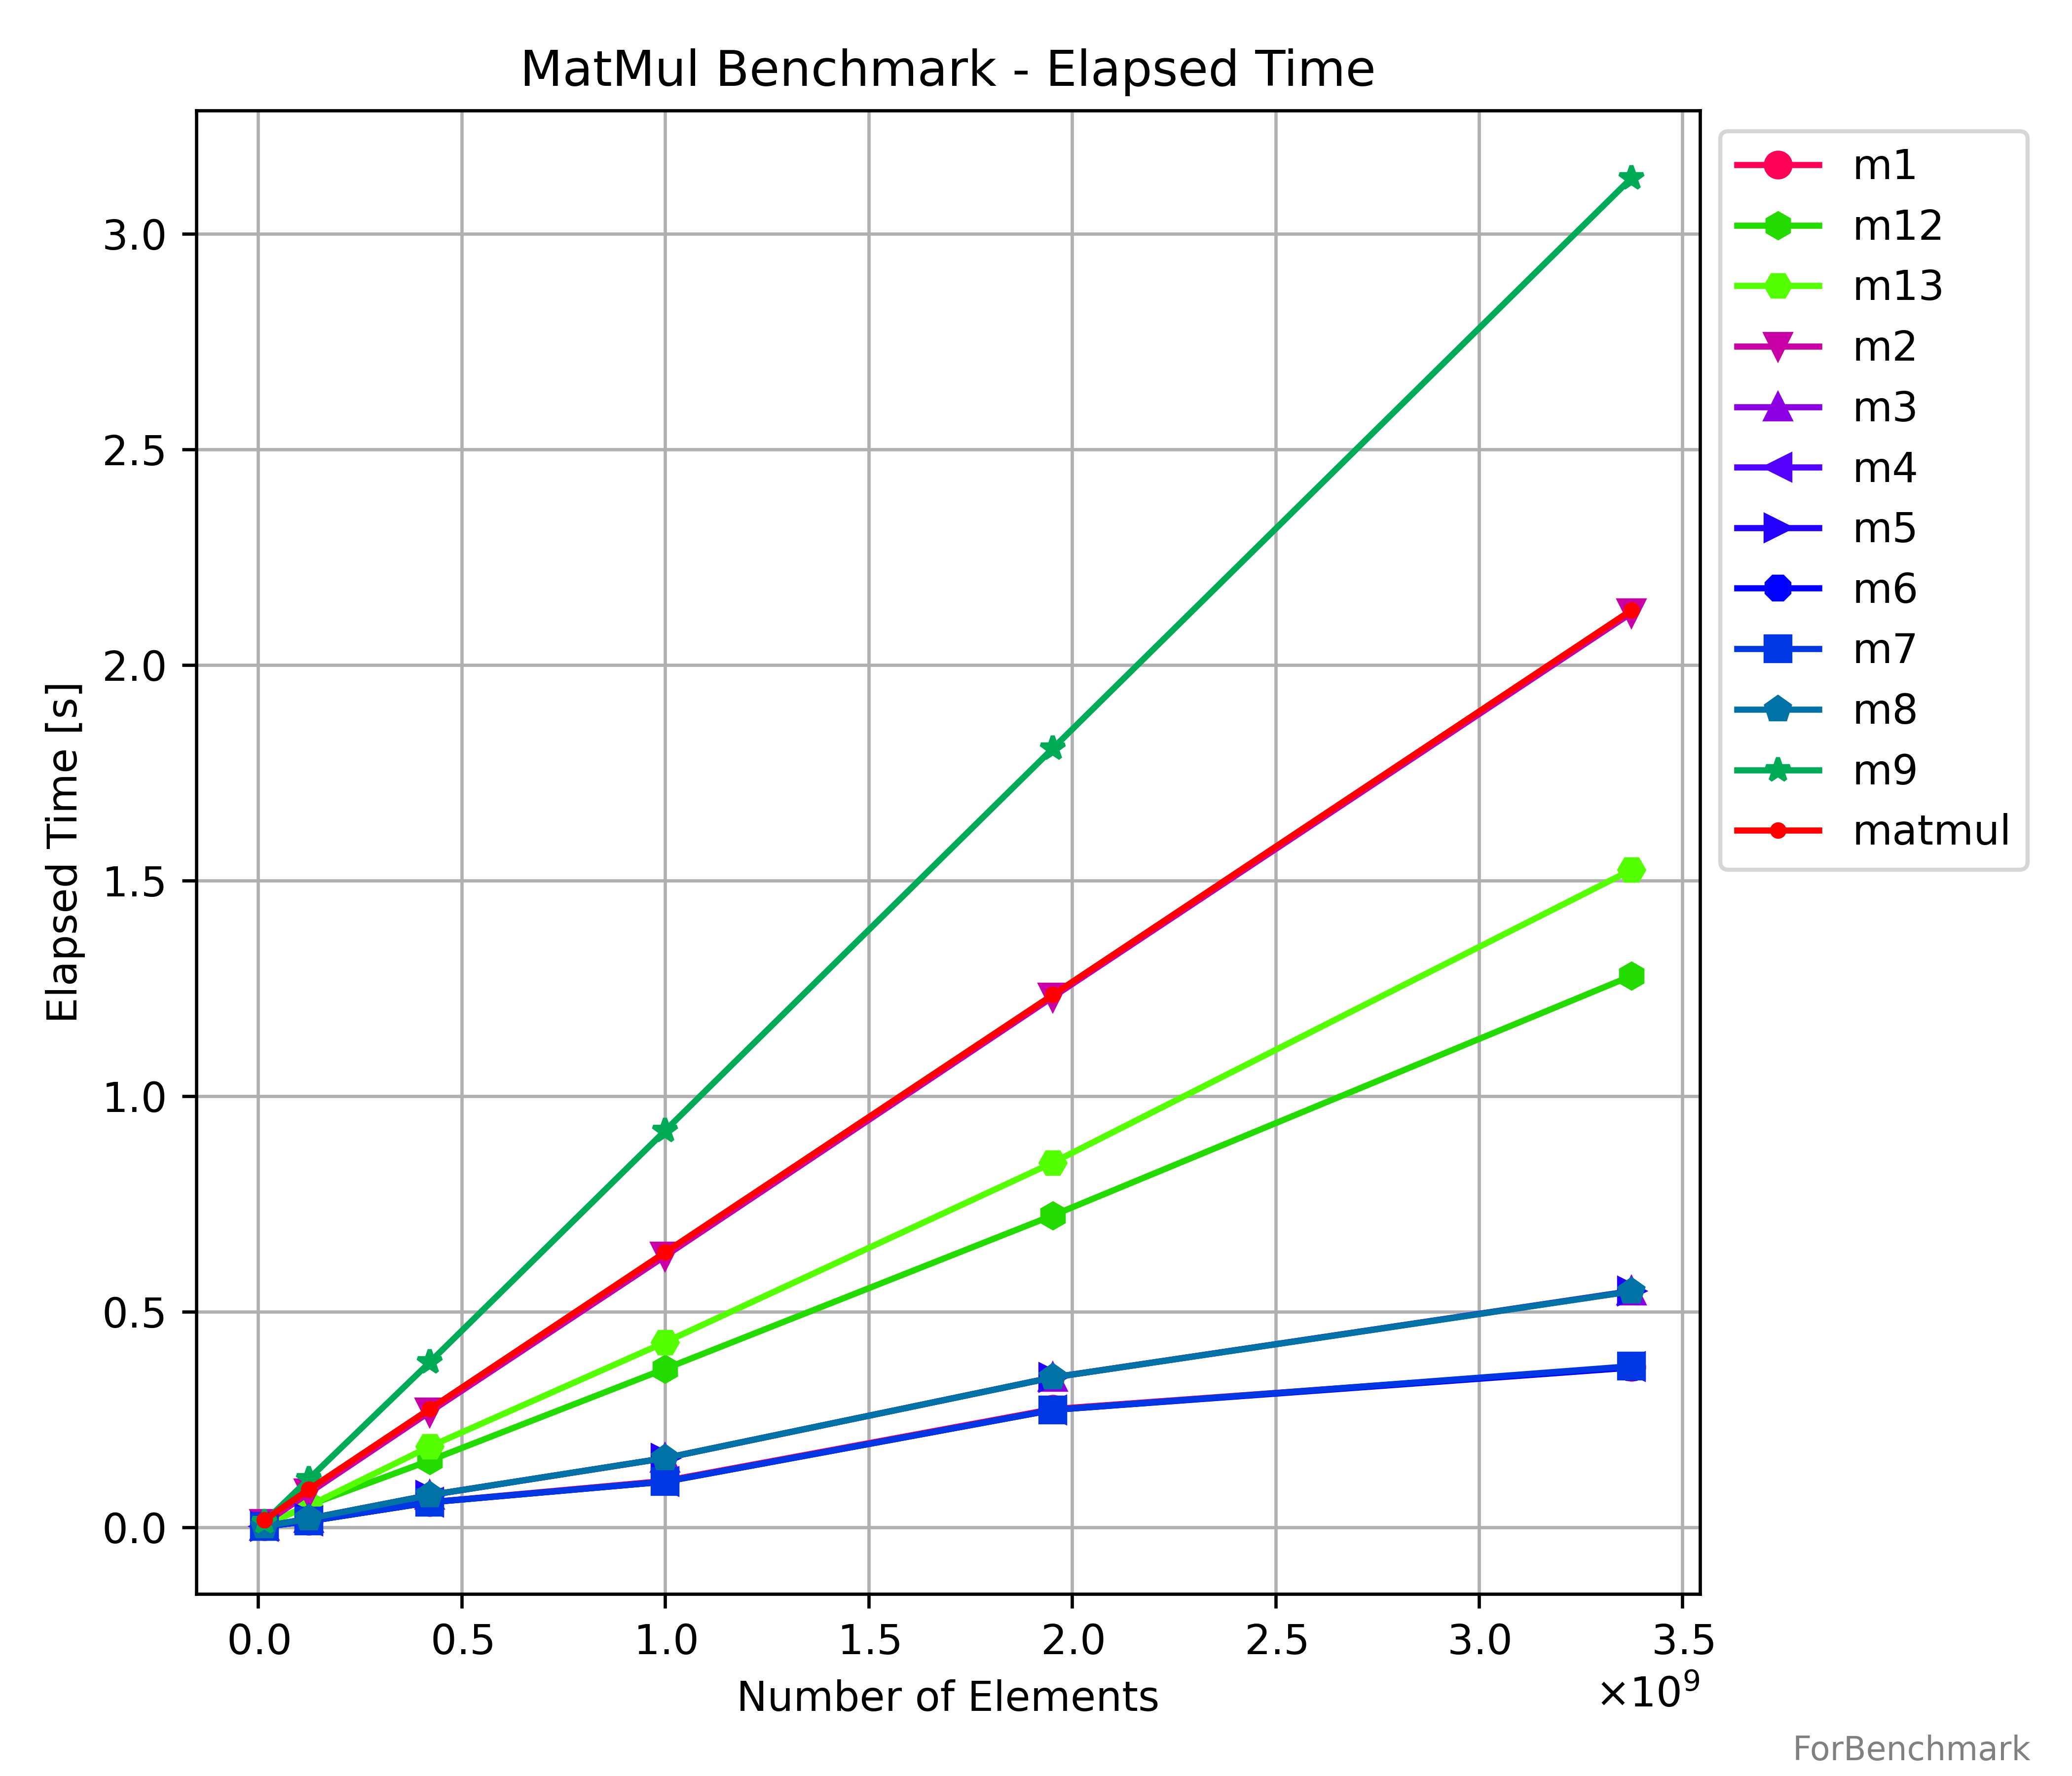 MatMul Benchmark - Elapsed Time
3.0
2.5
2.0
1.5
1.0
0.5
0.0
Elapsed Time [s]
0.0 0.5 1.0 1.5 2.0 2.5 3.0 3.5
×10⁹
Number of Elements
m1
m12
m13
m2
m3
m4
m5
m6
m7
m8
m9
matmul
ForBenchmark